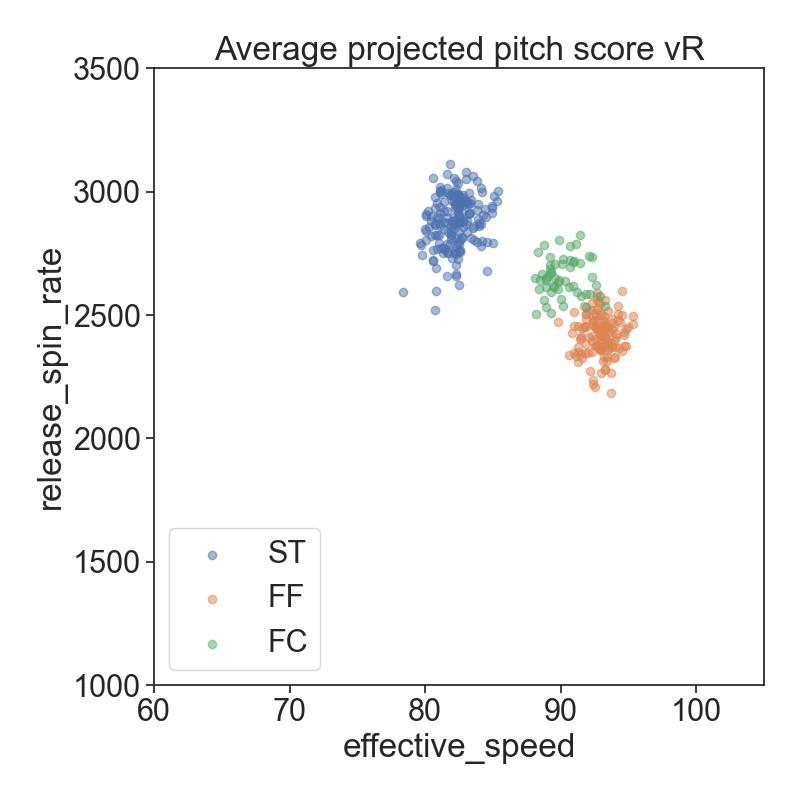 Average projected pitch score vR
3500
3000
2500
2000
1500
1000
release_spin_rate
ST
FF
FC
60
70
80
90
100
effective_speed